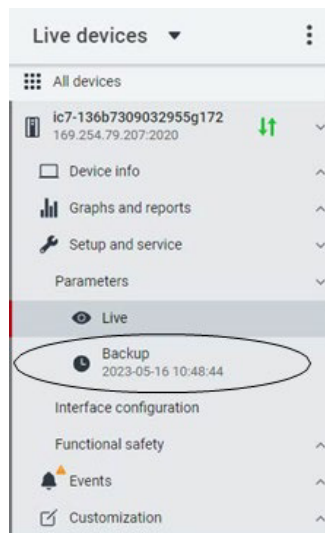 Live devices
All devices
ic7-136b7309032955g172
169.254.79.207:2020
Device info
Graphs and reports
Setup and service
Parameters
Live
Backup
2023-05-16 10:48:44
Interface configuration
Functional safety
Events
Customization